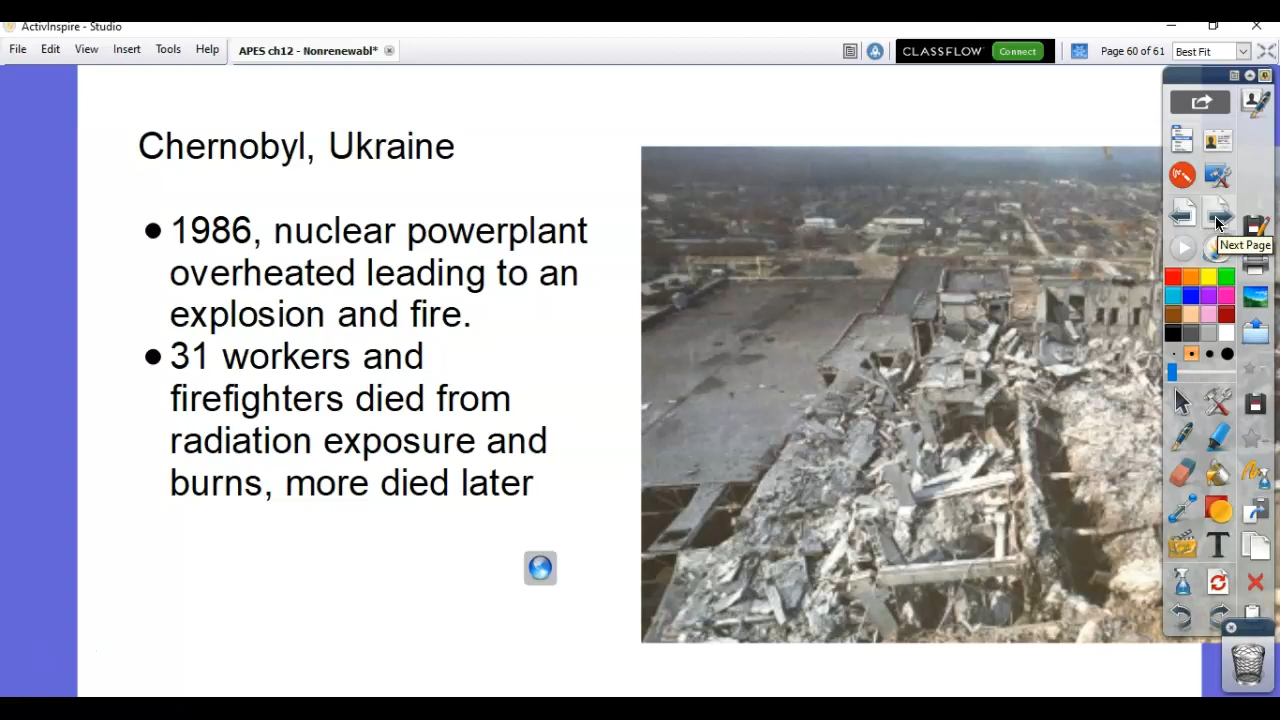 ActivInspire - Studio
File Edit View Insert Tools Help APES ch12 - Nonrenewabl* CLASSFLOW Connect Page 60 of 61 Best Fit
Chernobyl, Ukraine
Next Page
● 1986, nuclear powerplant
overheated leading to an
explosion and fire.
● 31 workers and
firefighters died from
radiation exposure and
burns, more died later
T